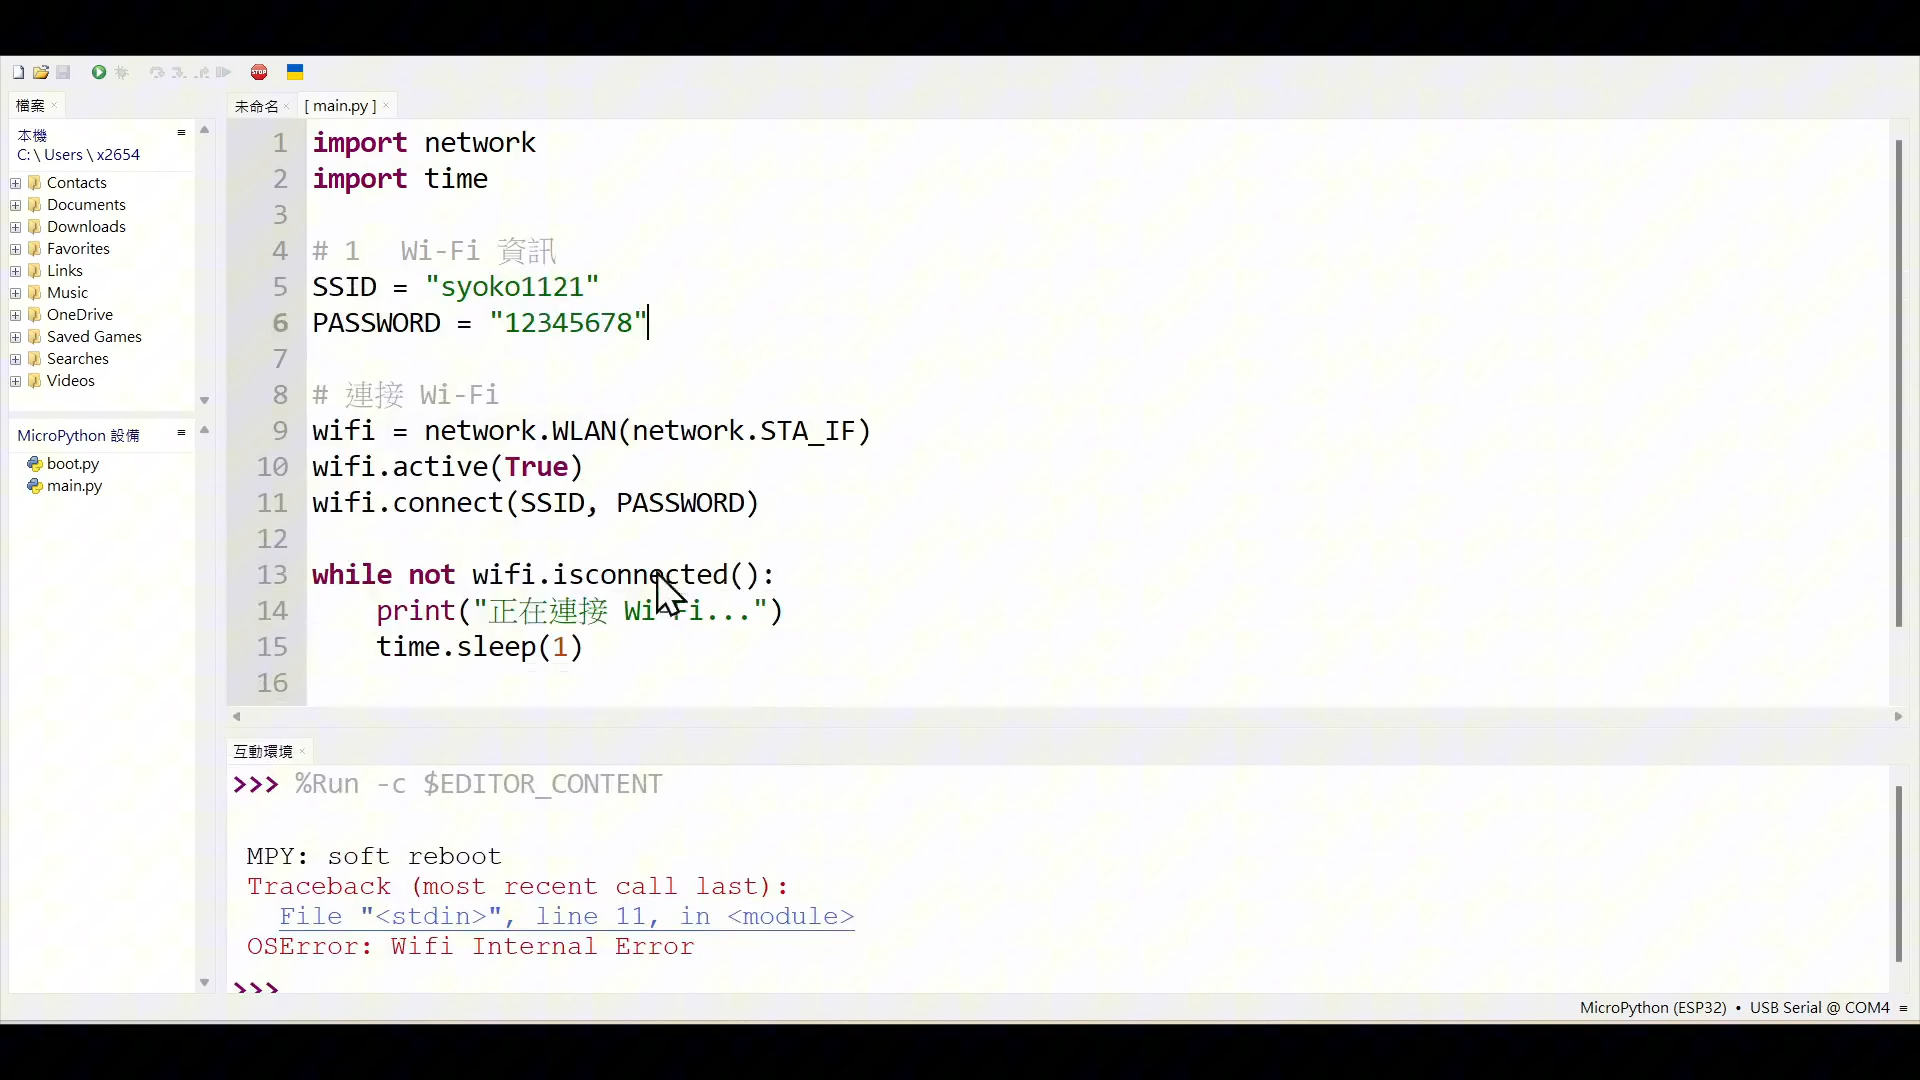 STOP
檔案
未命名
[ main.py ]
本機
C: \ Users \ x2654
Contacts
Documents
Downloads
Favorites
Links
Music
OneDrive
Saved Games
Searches
Videos
MicroPython 設備
boot.py
main.py
1 import network
2 import time
3
4 # 1 Wi-Fi 資訊
5 SSID = "syoko1121"
6 PASSWORD = "12345678"
7
8 # 連接 Wi-Fi
9 wifi = network.WLAN(network.STA_IF)
10 wifi.active(True)
11 wifi.connect(SSID, PASSWORD)
12
13 while not wifi.isconnected():
14 print("正在連接 Wi-Fi...")
15 time.sleep(1)
16
互動環境
>>> %Run -c $EDITOR_CONTENT
MPY: soft reboot
Traceback (most recent call last):
File "<stdin>", line 11, in <module>
OSError: Wifi Internal Error
>>>
MicroPython (ESP32) • USB Serial @ COM4